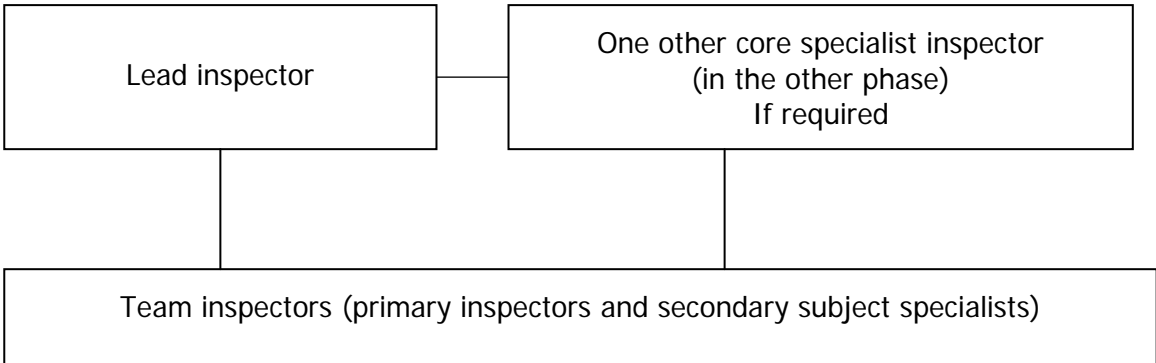 Lead inspector
One other core specialist inspector
(in the other phase)
If required
Team inspectors (primary inspectors and secondary subject specialists)